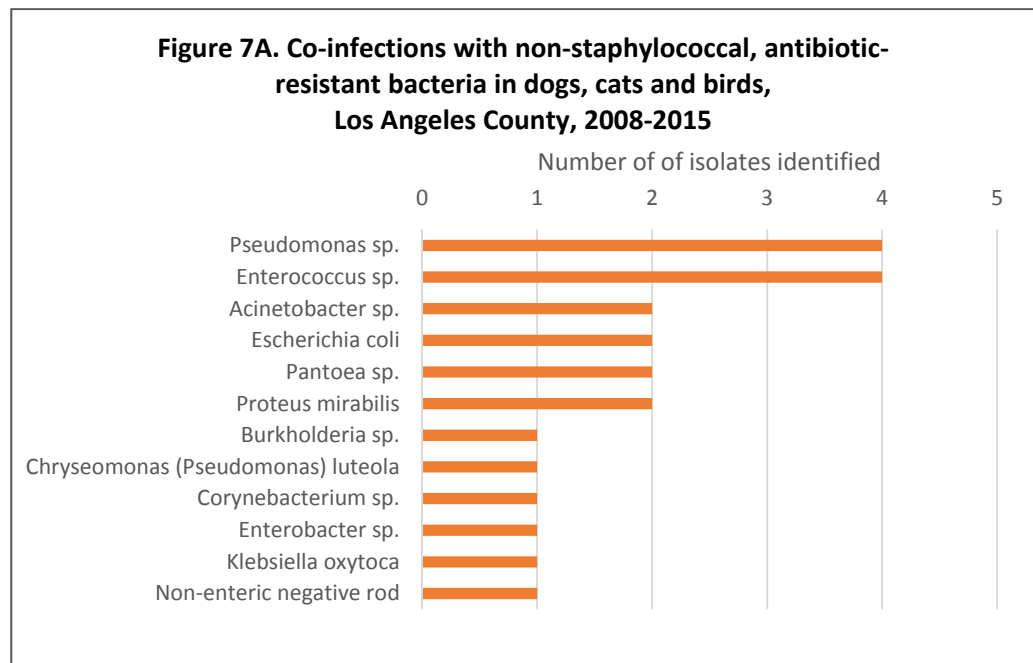 Figure 7A. Co-infections with non-staphylococcal, antibiotic-
resistant bacteria in dogs, cats and birds,
Los Angeles County, 2008-2015
Number of of isolates identified
0 1 2 3 4 5
Pseudomonas sp.
Enterococcus sp.
Acinetobacter sp.
Escherichia coli
Pantoea sp.
Proteus mirabilis
Burkholderia sp.
Chryseomonas (Pseudomonas) luteola
Corynebacterium sp.
Enterobacter sp.
Klebsiella oxytoca
Non-enteric negative rod